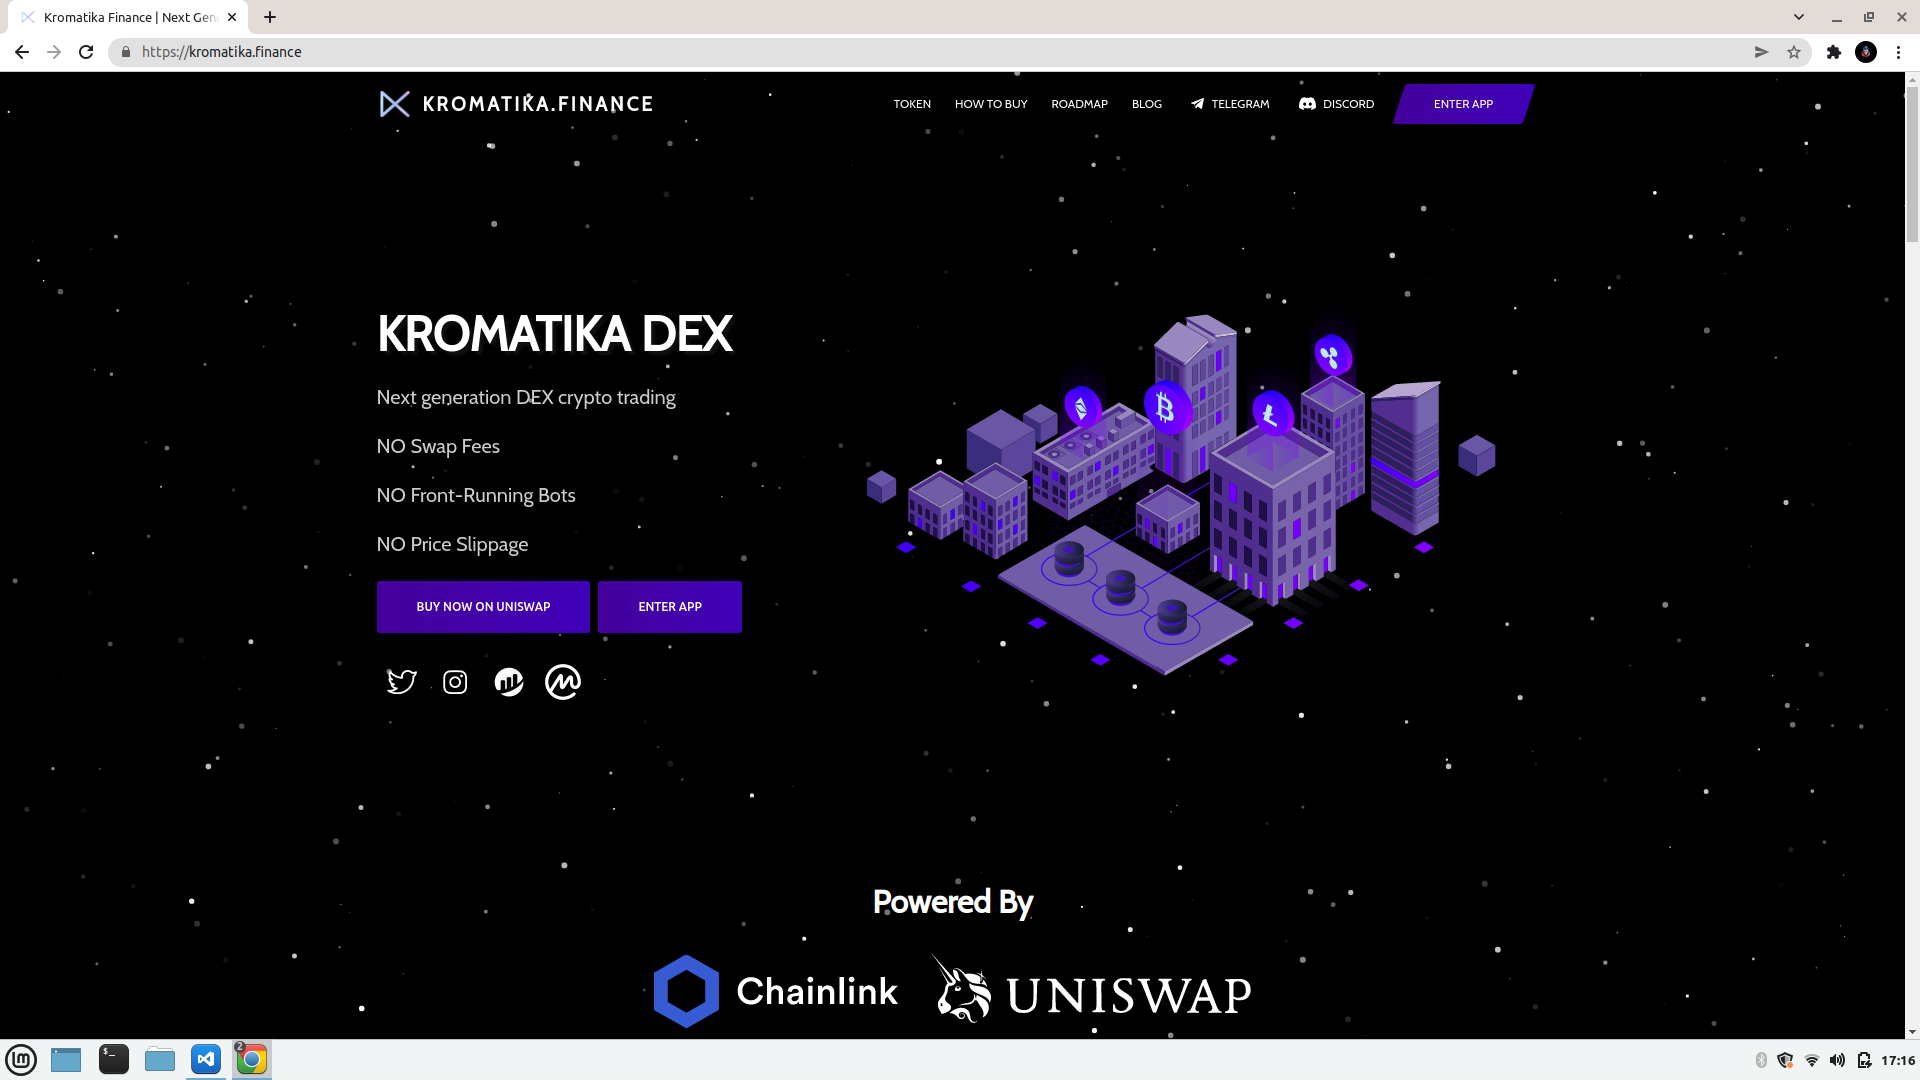 Kromatika Finance | Next Gen
https://kromatika.finance
KROMATIKA.FINANCE
TOKEN
HOW TO BUY
ROADMAP
BLOG
TELEGRAM
DISCORD
ENTER APP
KROMATIKA DEX
Next generation DEX crypto trading
NO Swap Fees
NO Front-Running Bots
NO Price Slippage
BUY NOW ON UNISWAP
ENTER APP
Powered By
Chainlink
UNISWAP
2
17:16